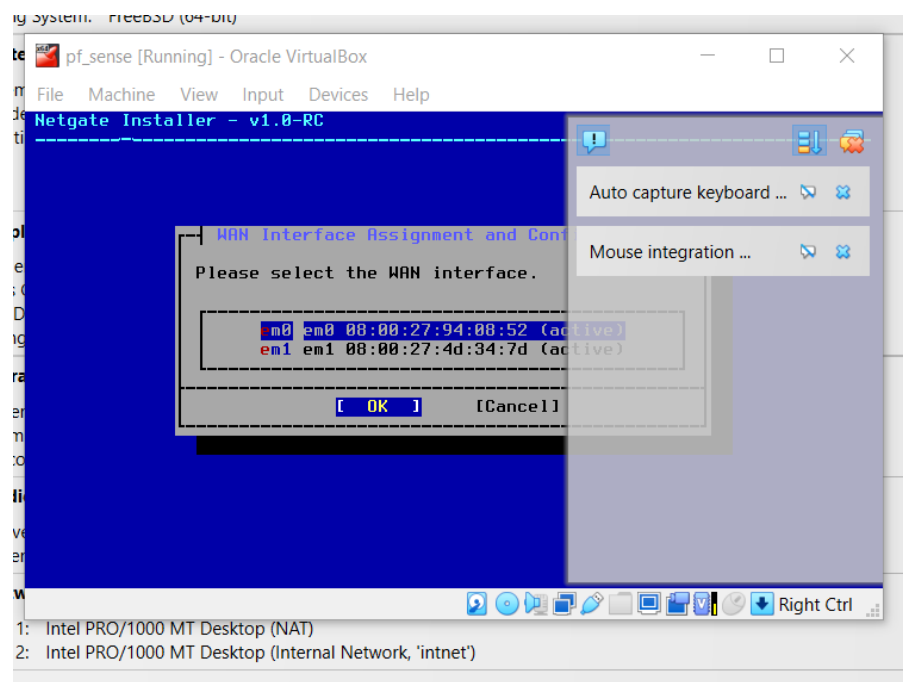 System: FreeBSD (64-bit)
pf_sense [Running] - Oracle VirtualBox
File Machine View Input Devices Help
Netgate Installer - v1.0-RC
Auto capture keyboard ...
Mouse integration ...
WAN Interface Assignment and Conf
Please select the WAN interface.
em0 em0 08:00:27:94:08:52 (active)
em1 em1 08:00:27:4d:34:7d (active)
[ OK ] [Cancel]
Right Ctrl
1: Intel PRO/1000 MT Desktop (NAT)
2: Intel PRO/1000 MT Desktop (Internal Network, 'intnet')